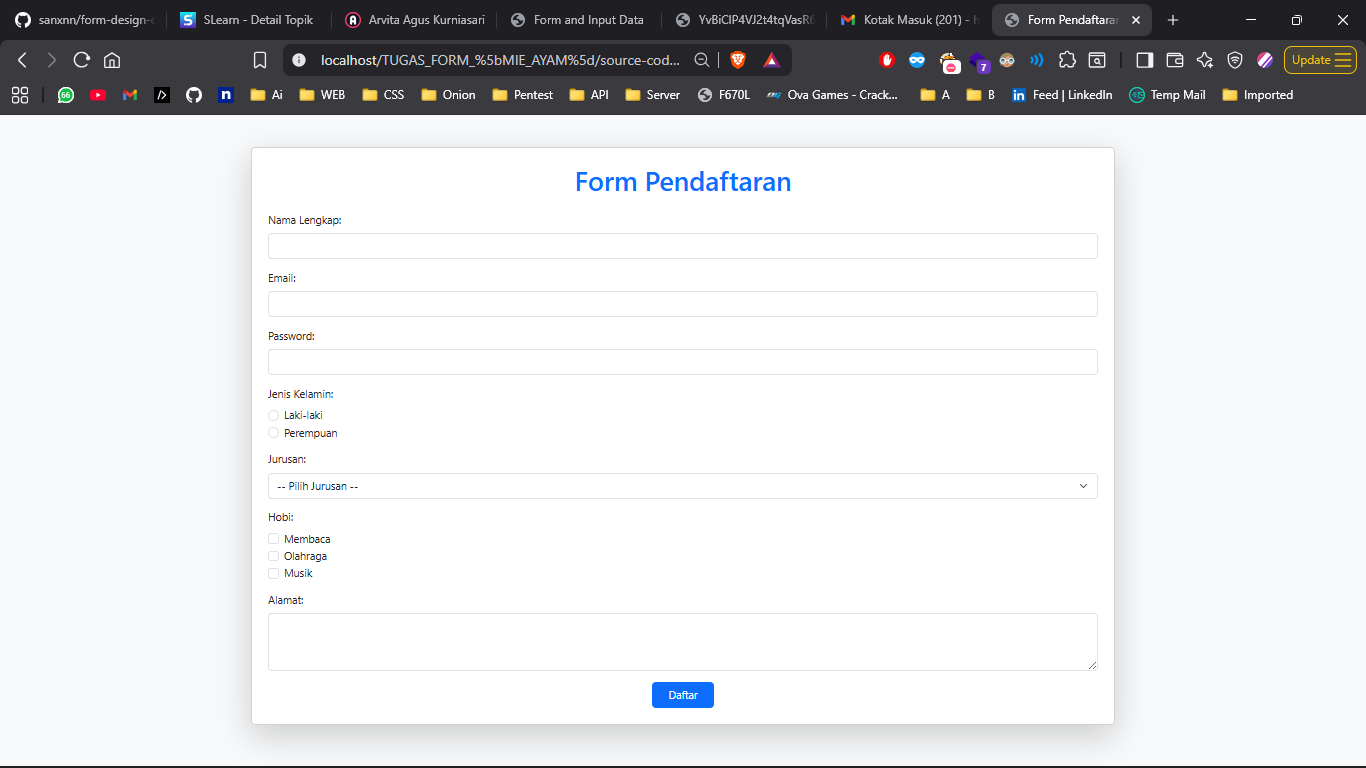 sanxnn/form-design-
SLearn - Detail Topik
Arvita Agus Kurniasari
Form and Input Data
YvBiCIP4VJ2t4tqVasR6
Kotak Masuk (201) -
Form Pendaftaran
localhost/TUGAS_FORM_%5bMIE_AYAM%5d/source-cod...
7
Update
66
Ai
WEB
CSS
Onion
Pentest
API
Server
F670L
Ova Games - Crack...
A
B
Feed | LinkedIn
Temp Mail
Imported
Form Pendaftaran
Nama Lengkap:
Email:
Password:
Jenis Kelamin:
Laki-laki
Perempuan
Jurusan:
-- Pilih Jurusan --
Hobi:
Membaca
Olahraga
Musik
Alamat:
Daftar